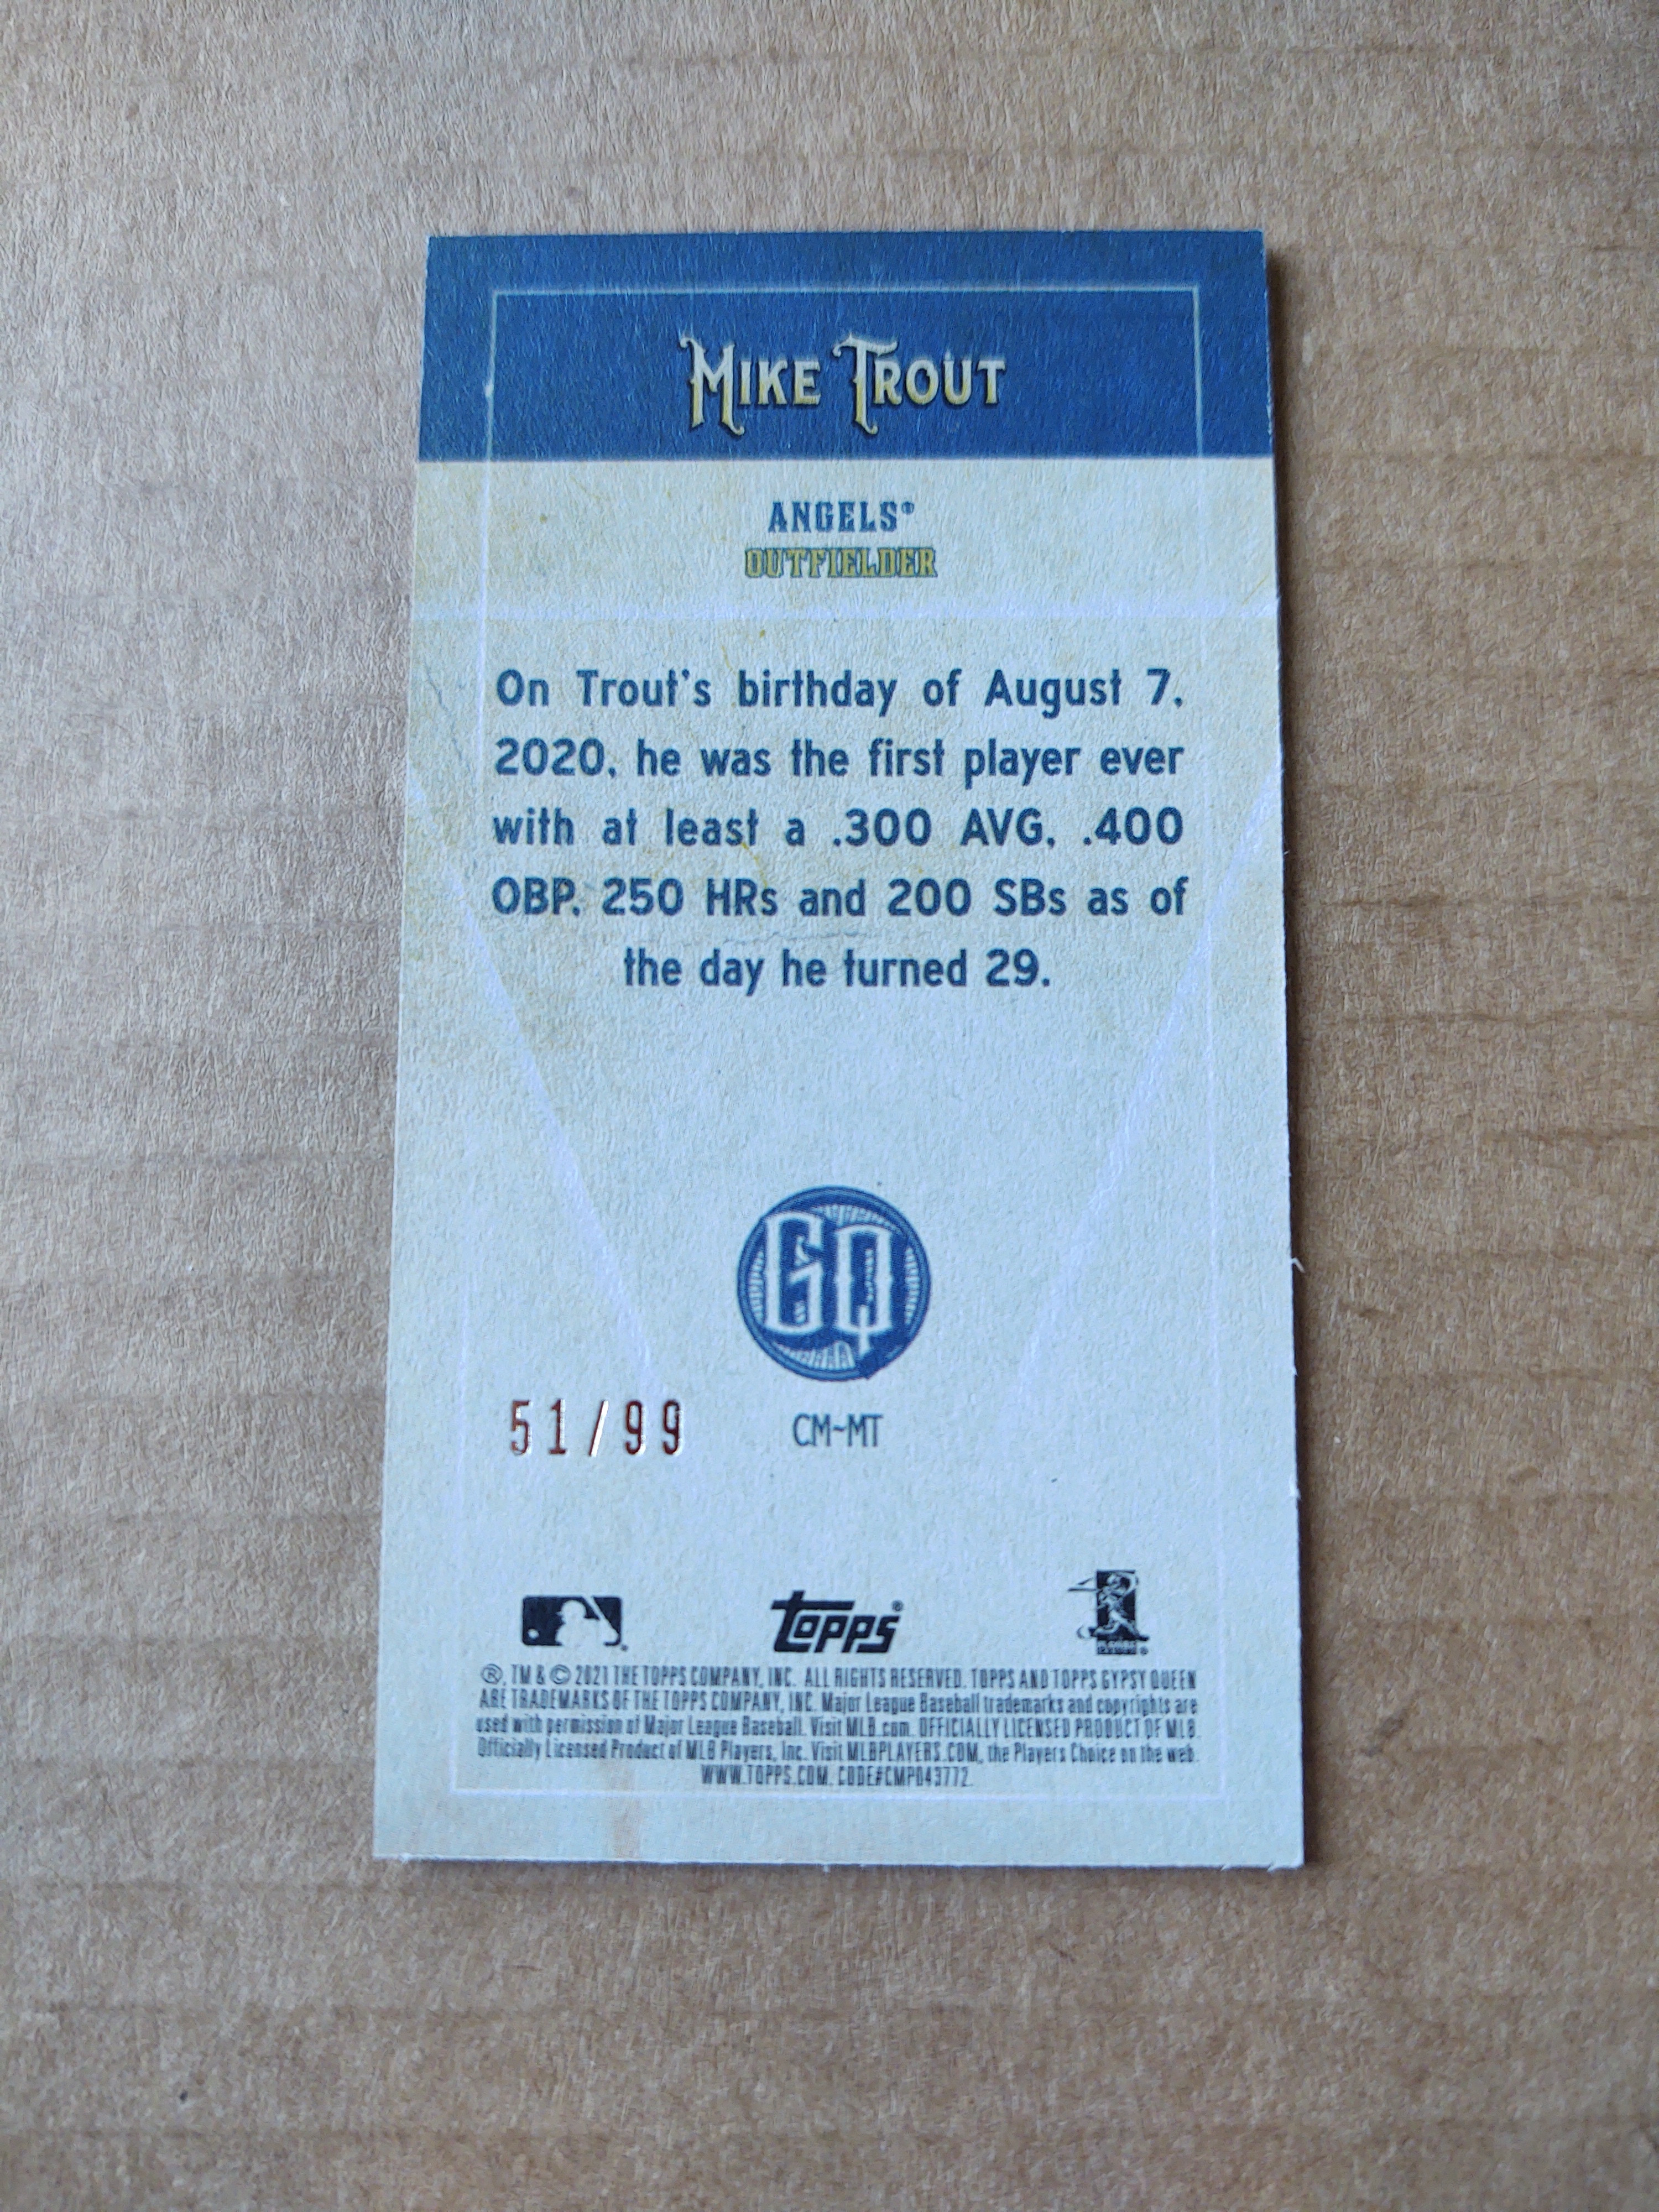 MIKE TROUT
ANGELS®
OUTFIELDER
On Trout's birthday of August 7,
2020, he was the first player ever
with at least a .300 AVG, .400
OBP, 250 HRs and 200 SBs as of
the day he turned 29.
GQ
51/99
CM~MT
topps®
®, TM & © 2021 THE TOPPS COMPANY, INC. ALL RIGHTS RESERVED. TOPPS AND TOPPS GYPSY QUEEN
ARE TRADEMARKS OF THE TOPPS COMPANY, INC. Major League Baseball trademarks and copyrights are
used with permission of Major League Baseball. Visit MLB.com. OFFICIALLY LICENSED PRODUCT OF MLB.
Officially Licensed Product of MLB Players, Inc. Visit MLBPLAYERS.COM, the Players Choice on the web.
WWW.TOPPS.COM. CODE#CMP043772.